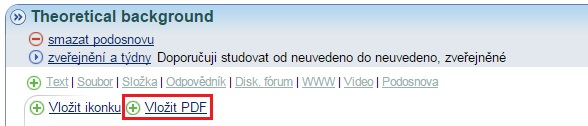 Theoretical background
smazat podosnovu
zveřejnění a týdny Doporučuji studovat od neuvedeno do neuvedeno, zveřejněné
Text | Soubor | Složka | Odpovědník | Disk. fórum | WWW | Video | Podosnova
Vložit ikonku Vložit PDF